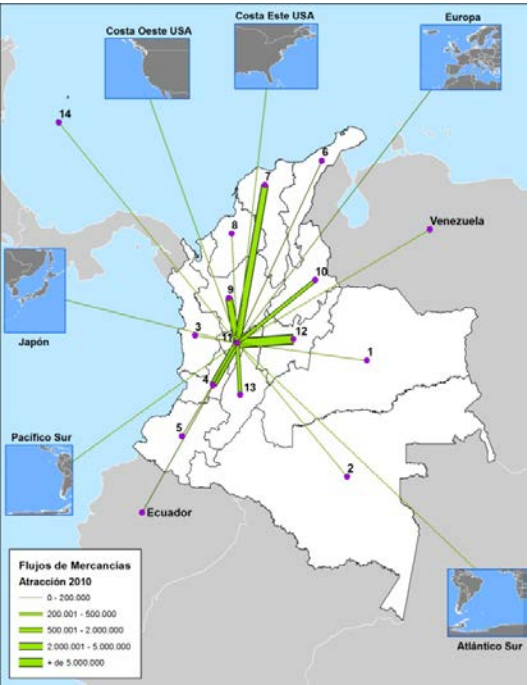 Costa Oeste USA
Costa Este USA
Europa
14
6
7
8
Venezuela
10
9
Japón
3
11
12
1
4
13
Pacífico Sur
5
2
Ecuador
Flujos de Mercancias
Atracción 2010
0 - 200.000
200.001 - 500.000
500.001 - 2.000.000
2.000.001 - 5.000.000
+ de 5.000.000
Atlántico Sur